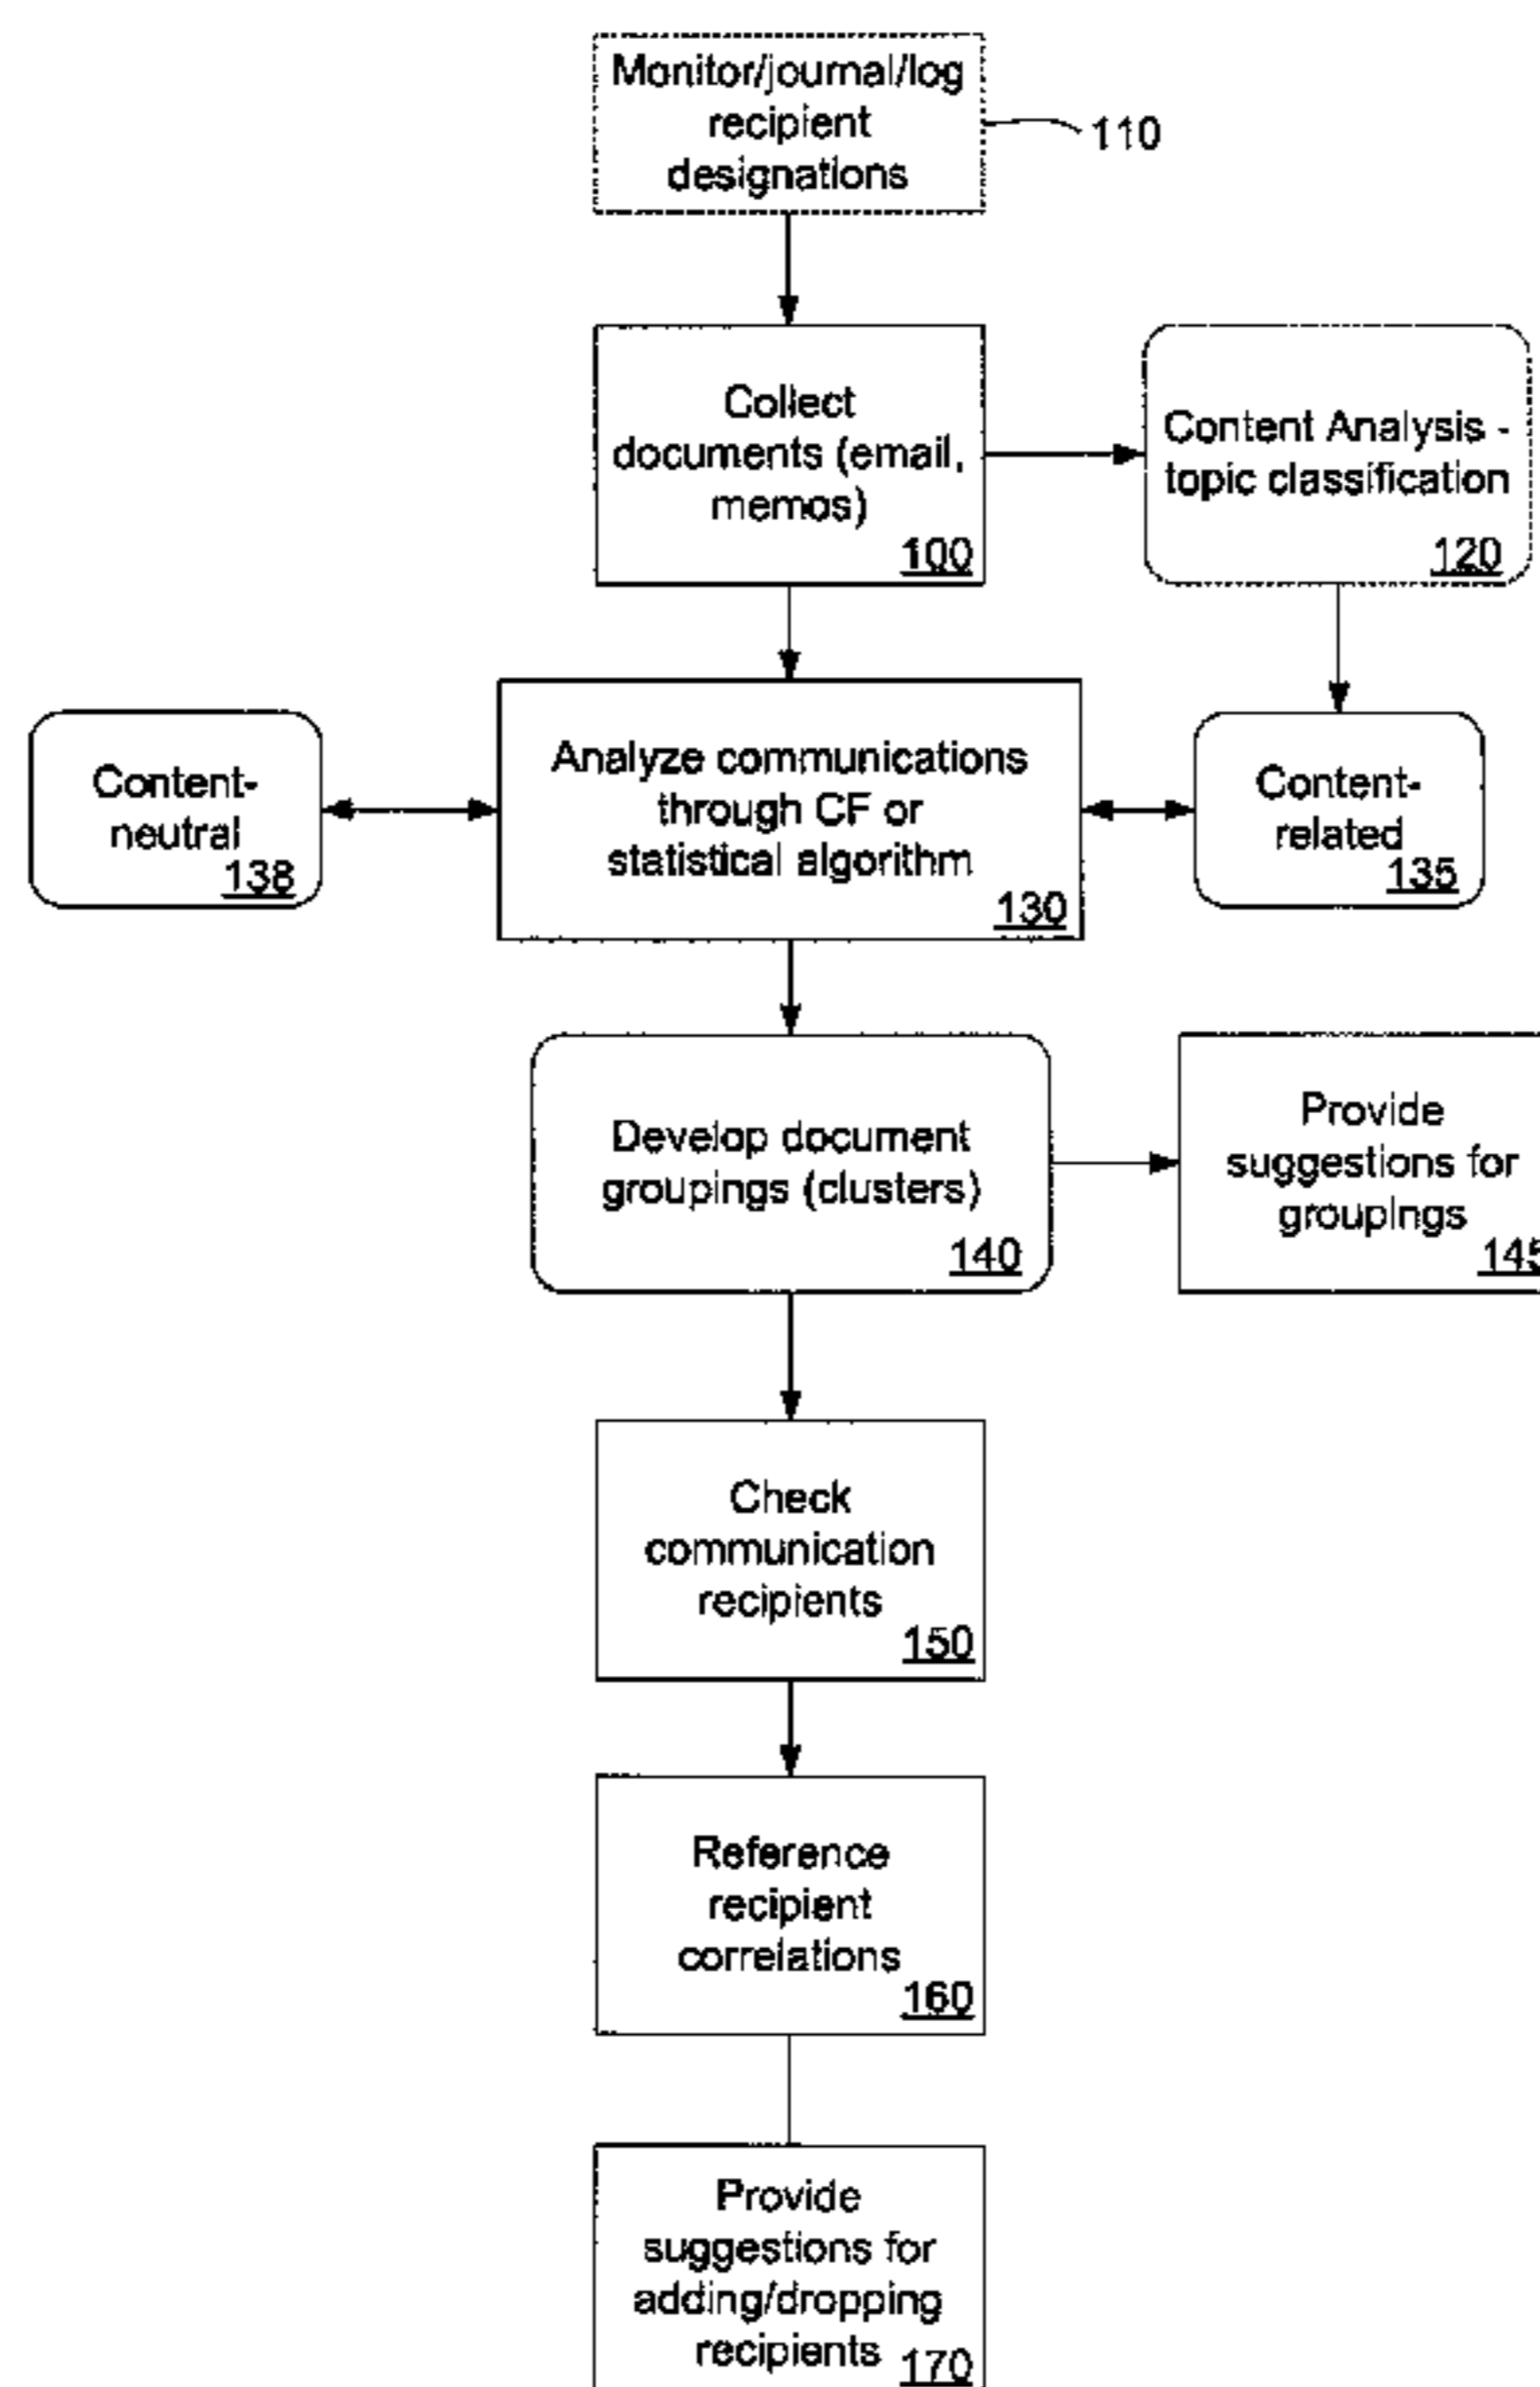 Monitor/journal/log
recipient
designations
110
Collect
documents (email,
memos)
100
Content Analysis -
topic classification
120
Content-
neutral
138
Analyze communications
through CF or
statistical algorithm
130
Content-
related
135
Develop document
groupings (clusters)
140
Provide
suggestions for
groupings
145
Check
communication
recipients
150
Reference
recipient
correlations
160
Provide
suggestions for
adding/dropping
recipients
170